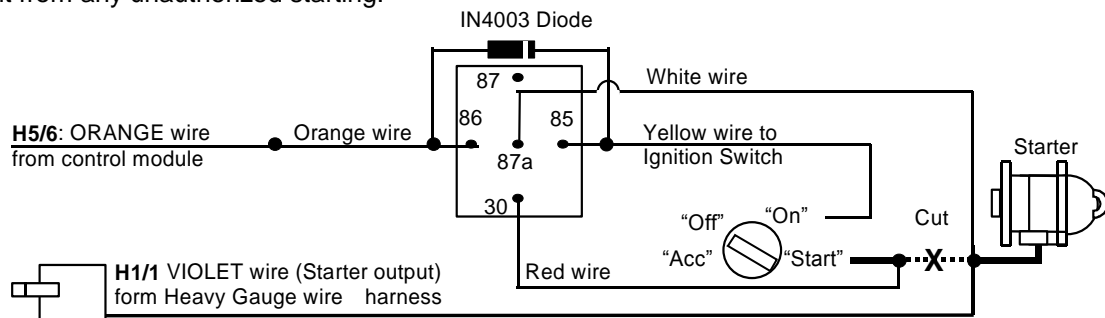 t from any unauthorized starting.
IN4003 Diode
87
White wire
H5/6: ORANGE wire
from control module
Orange wire
86
85
87a
30
Yellow wire to
Ignition Switch
Starter
“Off”
“On”
Cut
“Acc”
“Start”
X
H1/1 VIOLET wire (Starter output)
form Heavy Gauge wire harness
Red wire